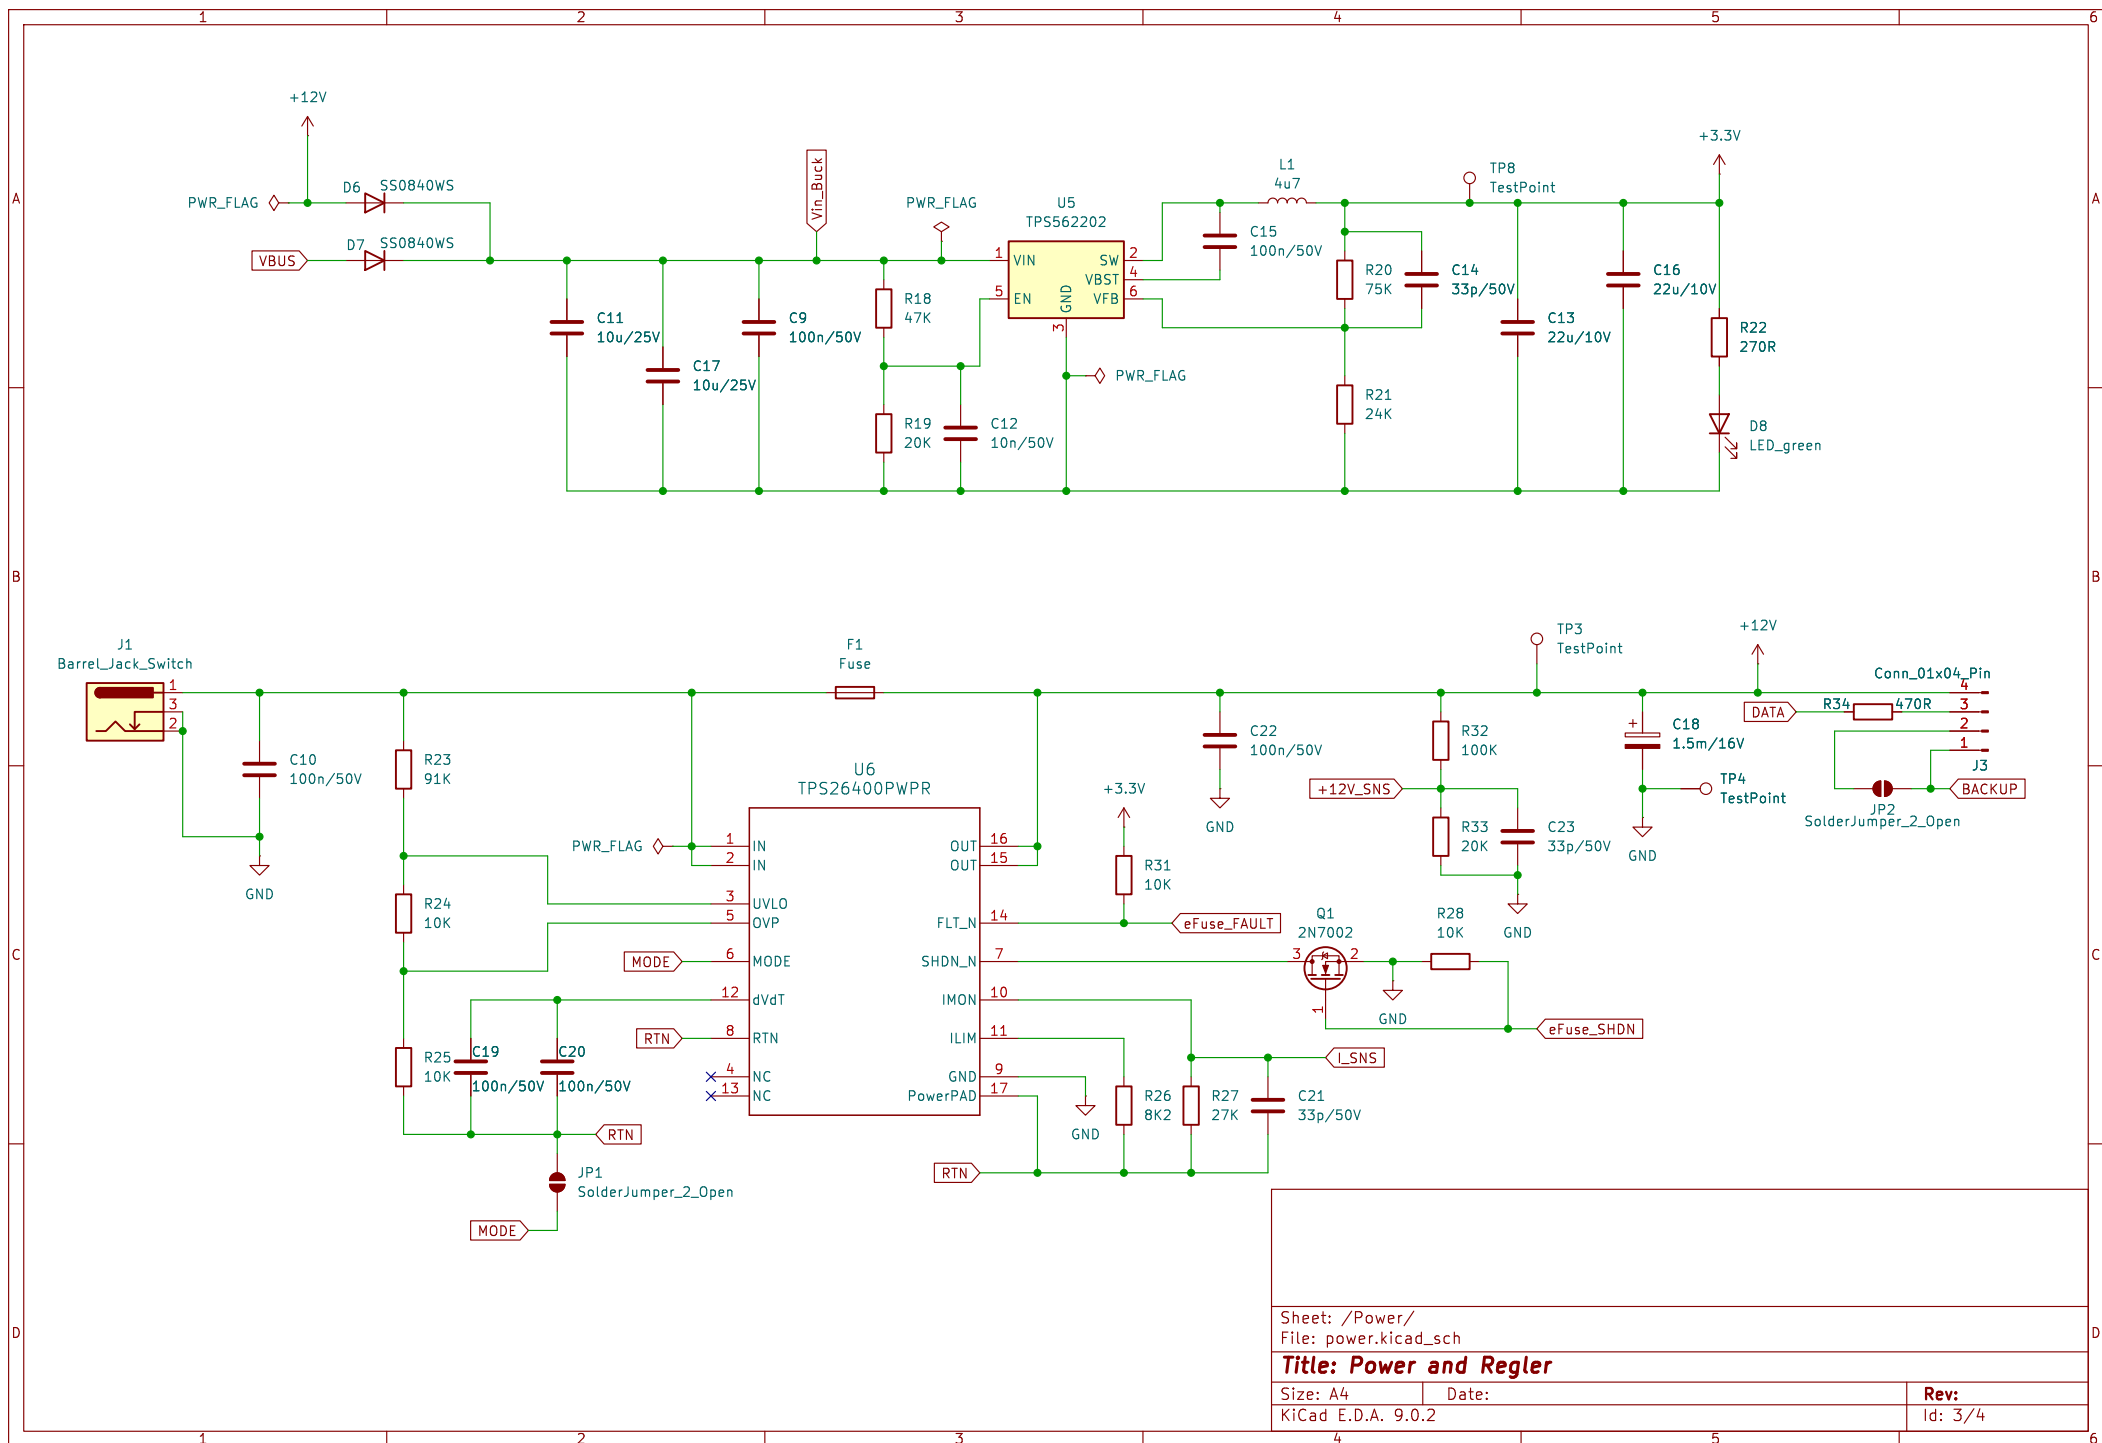 1 2 3 4 5 6
A
B
C
D
A
B
C
D
1 2 3 4 5 6
+12V
PWR_FLAG
D6 SS0840WS
D7 SS0840WS
VBUS
Vin_Buck
PWR_FLAG
C11
10u/25V
C17
10u/25V
C9
100n/50V
R18
47K
R19
20K
C12
10n/50V
U5
TPS562202
1 VIN
5 EN
GND
3
SW 2
VBST 4
VFB 6
PWR_FLAG
C15
100n/50V
L1
4u7
R20
75K
C14
33p/50V
R21
24K
TP8
TestPoint
C13
22u/10V
C16
22u/10V
+3.3V
R22
270R
D8
LED_green
J1
Barrel_Jack_Switch
1
3
2
C10
100n/50V
GND
R23
91K
R24
10K
R25
10K
C19
100n/50V
C20
100n/50V
RTN
JP1
SolderJumper_2_Open
MODE
F1
Fuse
PWR_FLAG
MODE
RTN
U6
TPS26400PWPR
1 IN
2 IN
3 UVLO
5 OVP
6 MODE
12 dVdT
8 RTN
4 NC
13 NC
OUT 16
OUT 15
FLT_N 14
SHDN_N 7
IMON 10
ILIM 11
GND 9
PowerPAD 17
GND
RTN
+3.3V
R31
10K
eFuse_FAULT
C22
100n/50V
GND
Q1
2N7002
3 2
1
GND
R28
10K
eFuse_SHDN
I_SNS
R26
8K2
R27
27K
C21
33p/50V
R32
100K
+12V_SNS
R33
20K
C23
33p/50V
GND
TP3
TestPoint
+
C18
1.5m/16V
TP4
TestPoint
GND
+12V
Conn_01x04_Pin
4
3
2
1
J3
DATA
R34 470R
JP2
SolderJumper_2_Open
BACKUP
Sheet: /Power/
File: power.kicad_sch
Title: Power and Regler
Size: A4 Date: Rev:
KiCad E.D.A. 9.0.2 Id: 3/4